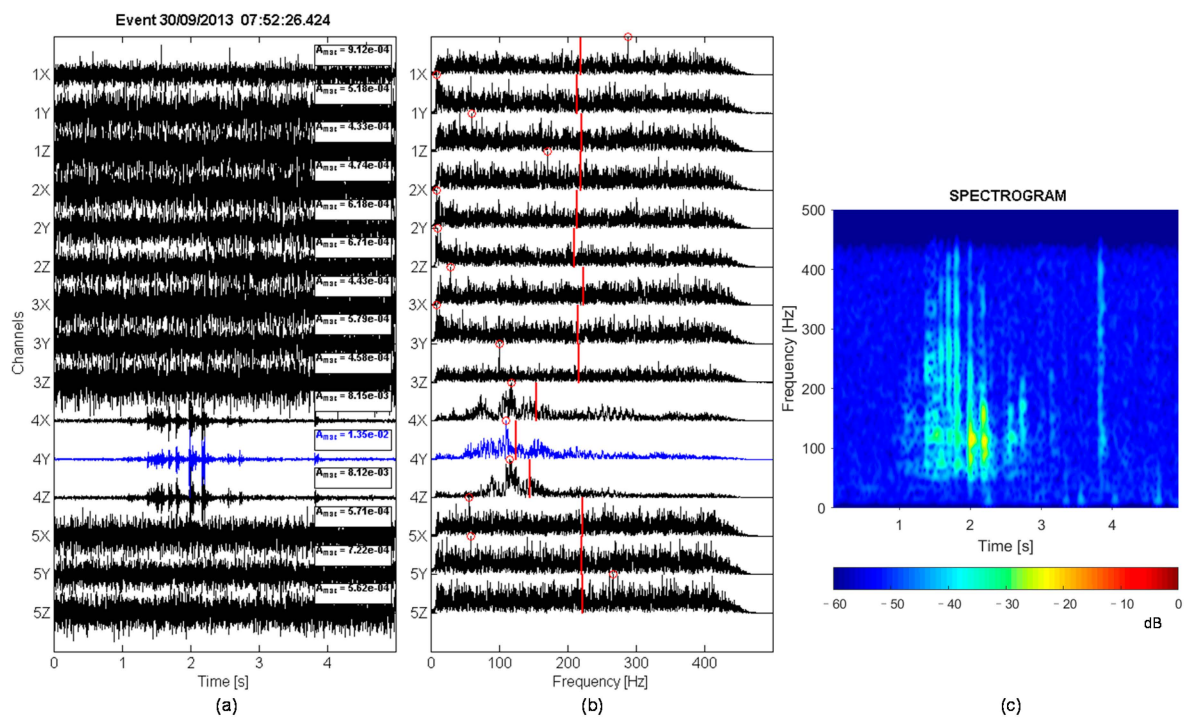 Event 30/09/2013 07:52:26.424
Channels
1X
1Y
1Z
2X
2Y
2Z
3X
3Y
3Z
4X
4Y
4Z
5X
5Y
5Z
Amax = 9.12e-04
Amax = 5.18e-04
Amax = 4.33e-04
Amax = 4.74e-04
Amax = 6.18e-04
Amax = 6.71e-04
Amax = 4.43e-04
Amax = 5.79e-04
Amax = 4.58e-04
Amax = 8.15e-03
Amax = 1.35e-02
Amax = 8.12e-03
Amax = 5.71e-04
Amax = 7.22e-04
Amax = 5.62e-04
0 1 2 3 4
Time [s]
(a)
1X
1Y
1Z
2X
2Y
2Z
3X
3Y
3Z
4X
4Y
4Z
5X
5Y
5Z
0 100 200 300 400
Frequency [Hz]
(b)
SPECTROGRAM
Frequency [Hz]
500
400
300
200
100
0
1 2 3 4
Time [s]
-60 -50 -40 -30 -20 -10 0
dB
(c)